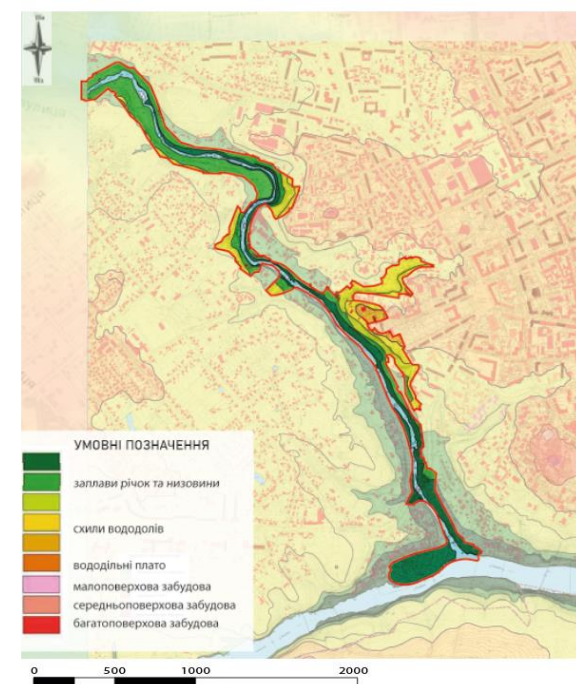 УМОВНІ ПОЗНАЧЕННЯ
заплави річок та низовини
схили вододолів
вододільні плато
малоповерхова забудова
середньоповерхова забудова
багатоповерхова забудова
0 500 1000 2000